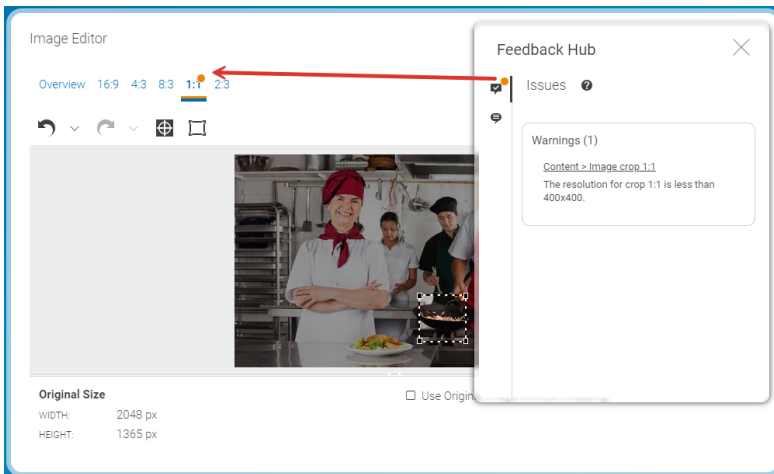 Image Editor
Overview 16:9 4:3 8:3 1:1 2:3
Original Size
WIDTH: 2048 px
HEIGHT: 1365 px
Use Origin
Feedback Hub
Issues ?
Warnings (1)
Content > Image crop 1:1
The resolution for crop 1:1 is less than
400x400.